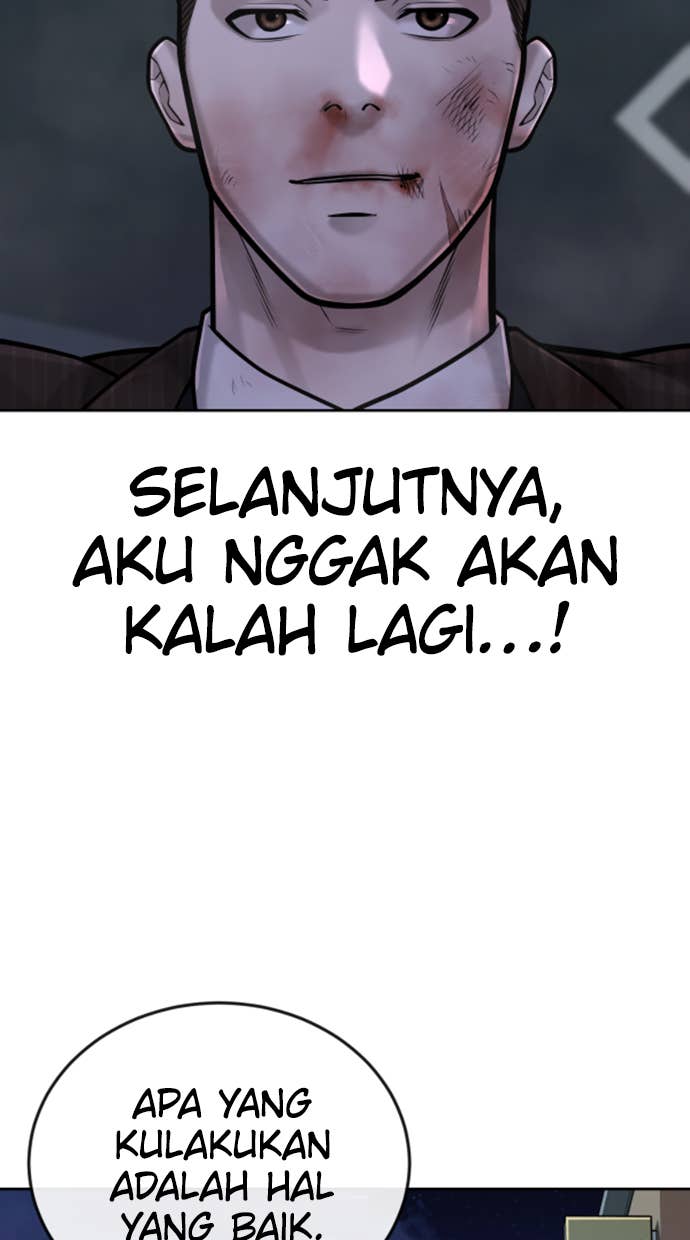 SELANJUTNYA,
AKU NGGAK AKAN
KALAH LAGI...!
APA YANG
KULAKUKAN
ADALAH HAL
YANG BAIK.